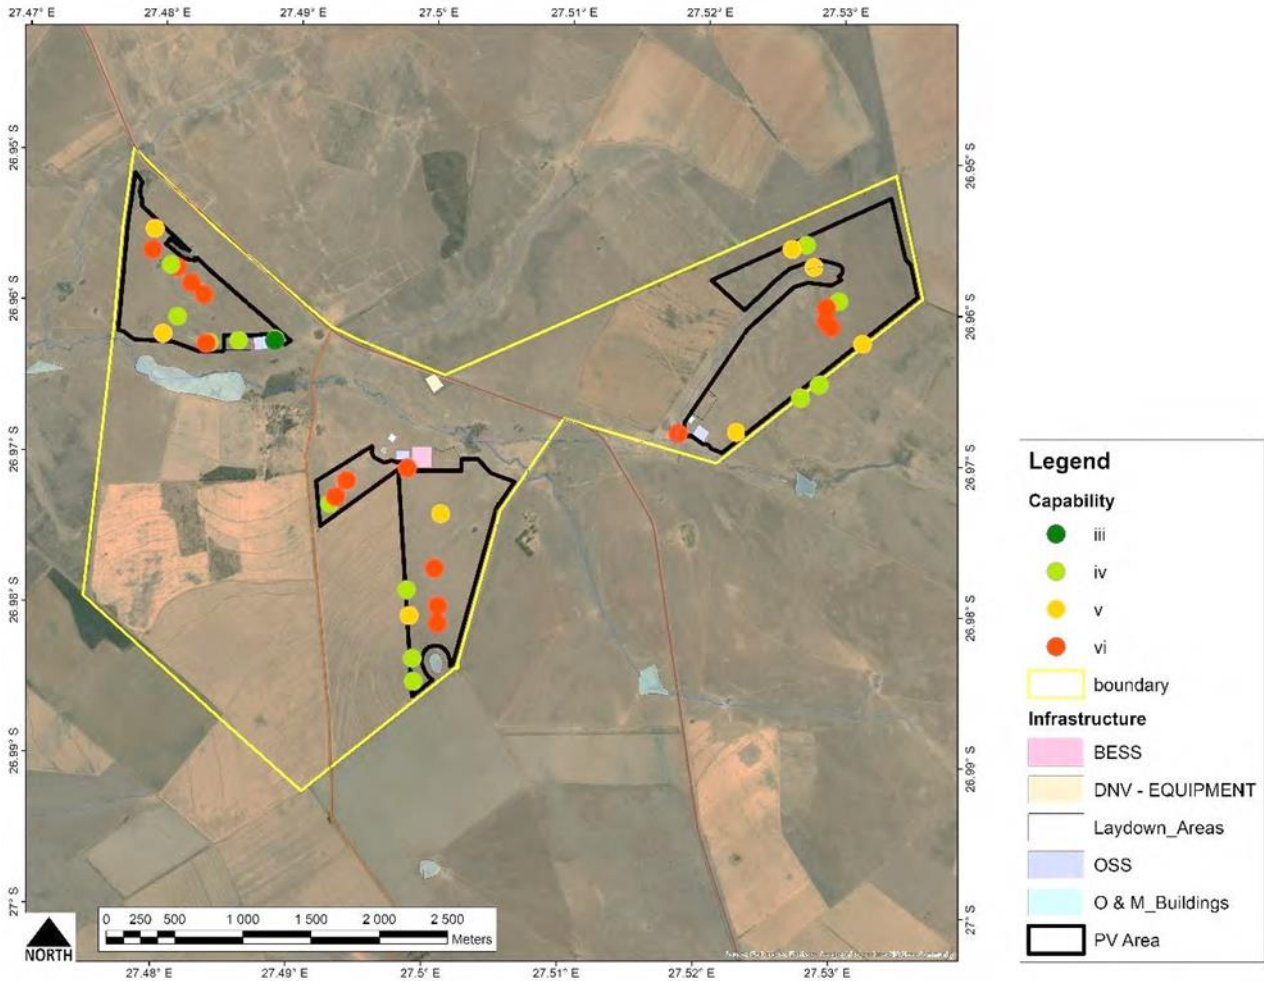 27.47° E 27.48° E 27.49° E 27.5° E 27.51° E 27.52° E 27.53° E
26.95° S 26.95° S
26.96° S 26.96° S
26.97° S 26.97° S
26.98° S 26.98° S
26.99° S 26.99° S
27° S 27° S
0 250 500 1 000 1 500 2 000 2 500
Meters
NORTH
27.48° E 27.49° E 27.5° E 27.51° E 27.52° E 27.53° E
Legend
Capability
iii
iv
v
vi
boundary
Infrastructure
BESS
DNV - EQUIPMENT
Laydown_Areas
OSS
O & M_Buildings
PV Area